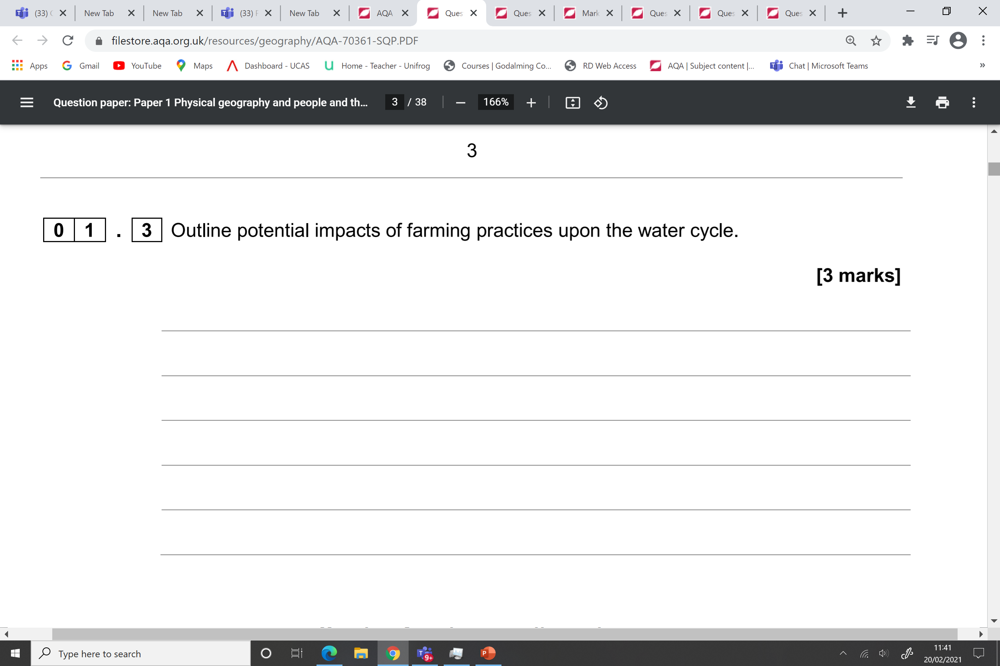 (33) New Tab New Tab (33) New Tab AQA Ques Ques Mark Ques Ques Ques
filestore.aqa.org.uk/resources/geography/AQA-70361-SQP.PDF
Apps Gmail YouTube Maps Dashboard - UCAS Home - Teacher - Unifrog Courses | Godalming Co... RD Web Access AQA | Subject content |... Chat | Microsoft Teams »
Question paper: Paper 1 Physical geography and people and th... 3 / 38 — 166% +
3
0 1 . 3 Outline potential impacts of farming practices upon the water cycle.
[3 marks]
Type here to search 9+ 11:41
20/02/2021